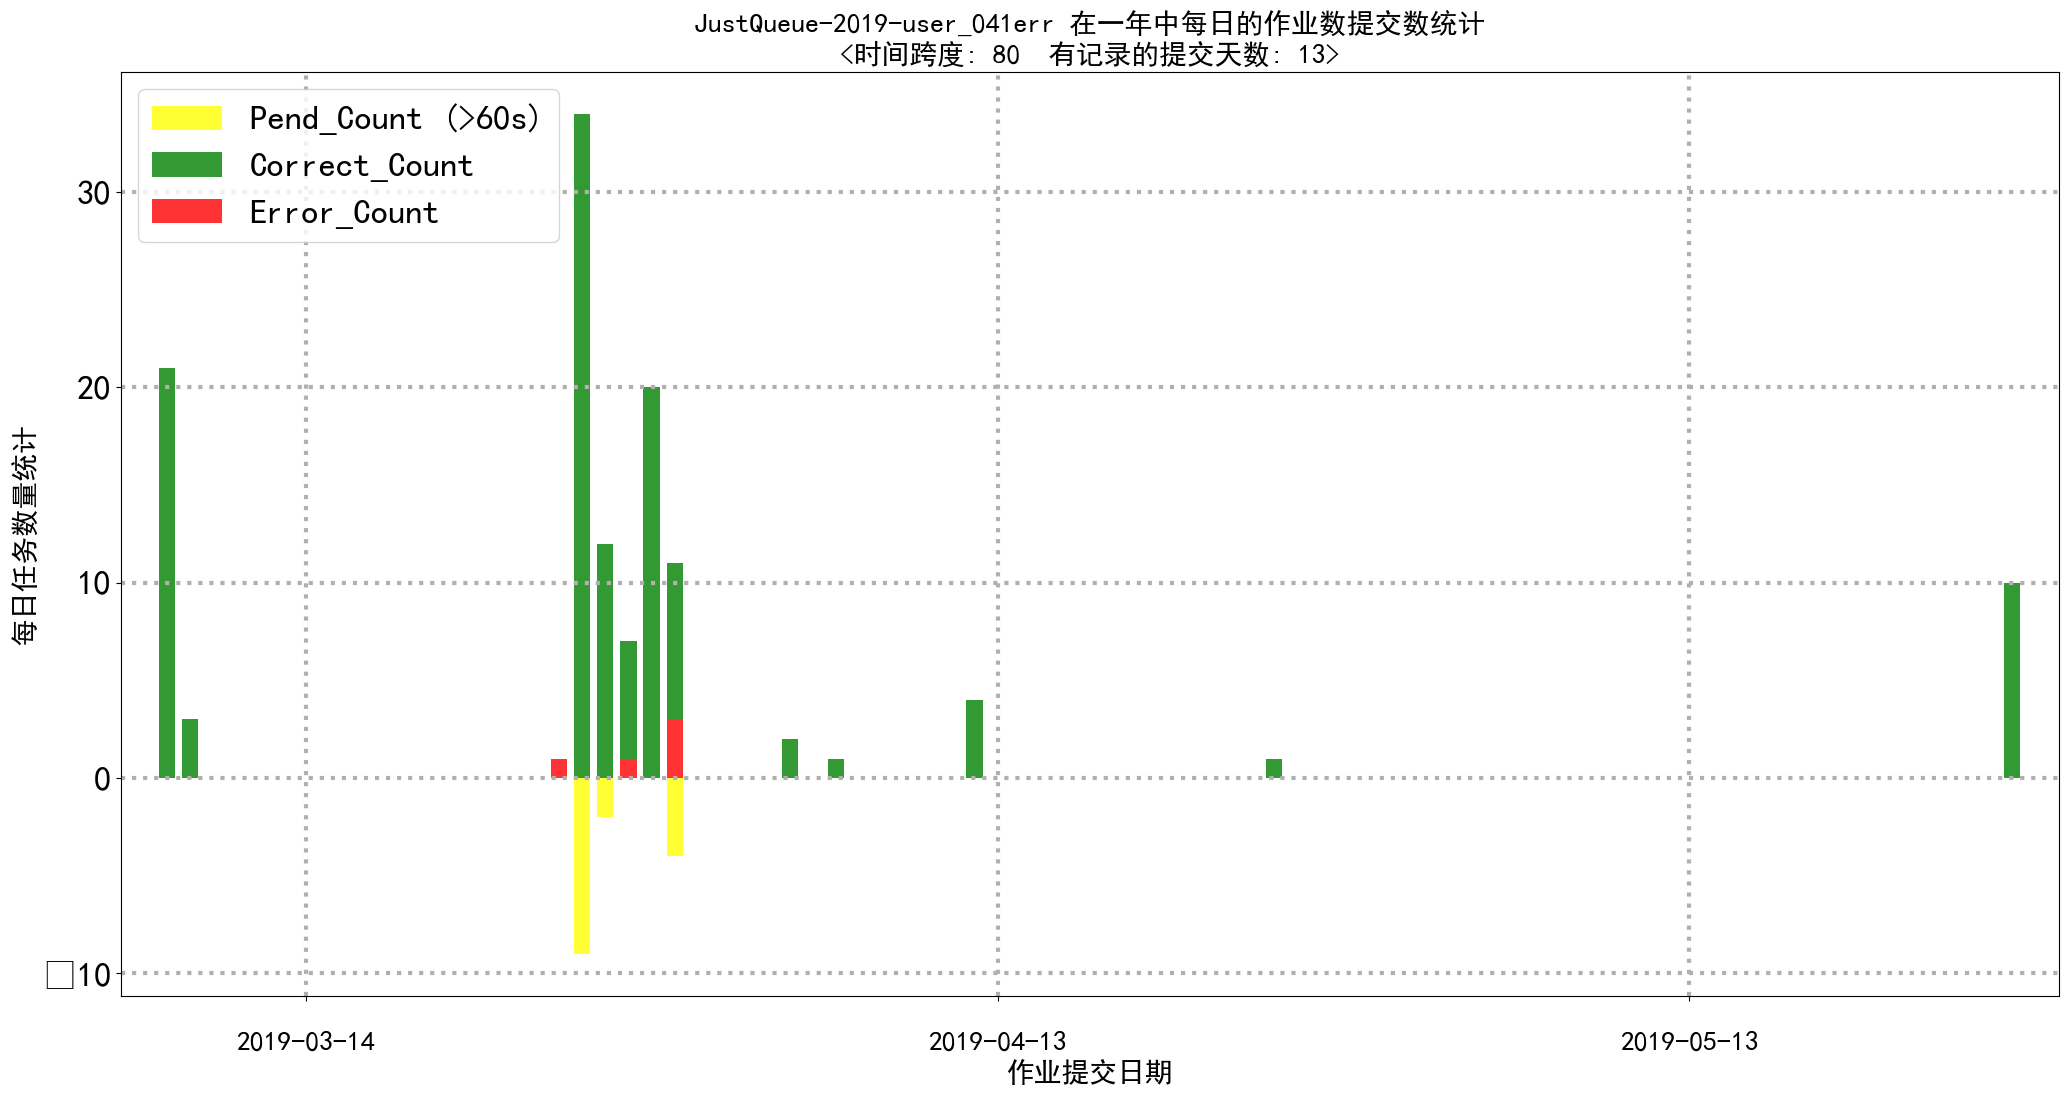 JustQueue-2019-user_041err 在一年中每日的作业数提交数统计
<时间跨度: 80  有记录的提交天数: 13>
Pend_Count (>60s)
Correct_Count
Error_Count
30
20
10
0
□10
每日任务数量统计
2019-03-14
2019-04-13
2019-05-13
作业提交日期